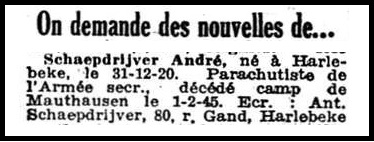 On demande des nouvelles de...
Schaepdrijver André, né à Harle-
beke, le 31-12-20. Parachutiste de
l'Armée secr., décédé camp de
Mauthausen le 1-2-45. Ecr. : Ant.
Schaepdrijver, 80, r. Gand, Harlebeke